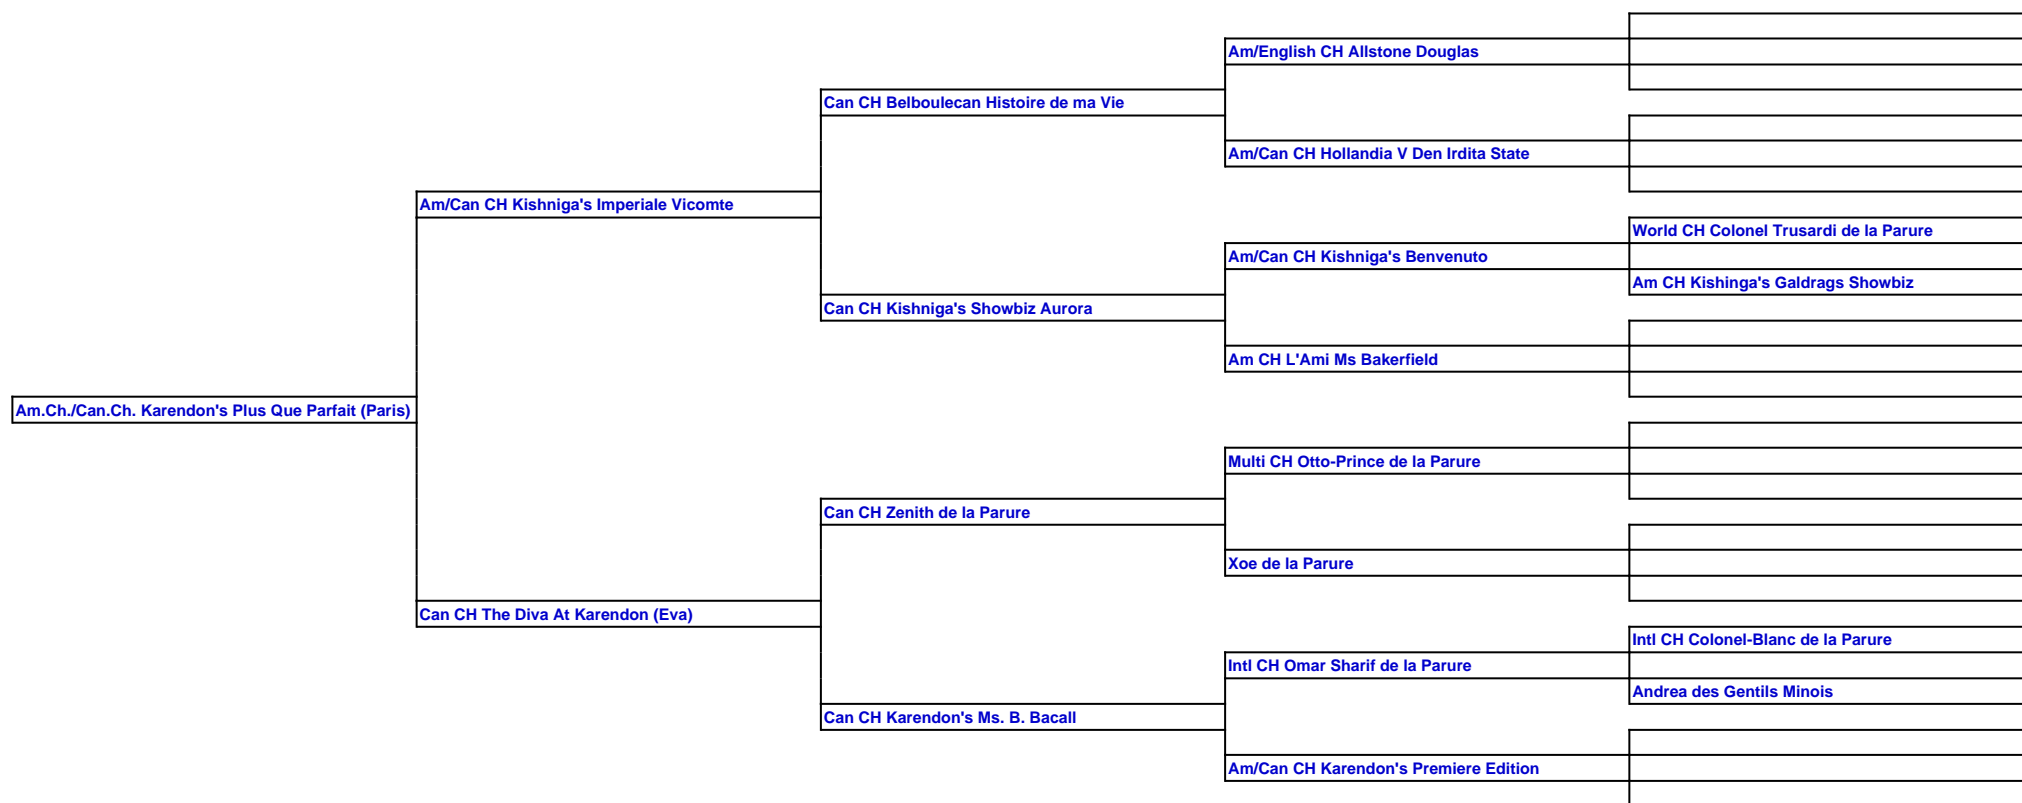 Am/English CH Allstone Douglas
Can CH Belboulecan Histoire de ma Vie
Am/Can CH Hollandia V Den Irdita State
Am/Can CH Kishniga's Imperiale Vicomte
World CH Colonel Trusardi de la Parure
Am/Can CH Kishniga's Benvenuto
Am CH Kishinga's Galdrags Showbiz
Can CH Kishniga's Showbiz Aurora
Am CH L'Ami Ms Bakerfield
Am.Ch./Can.Ch. Karendon's Plus Que Parfait (Paris)
Multi CH Otto-Prince de la Parure
Can CH Zenith de la Parure
Xoe de la Parure
Can CH The Diva At Karendon (Eva)
Intl CH Colonel-Blanc de la Parure
Intl CH Omar Sharif de la Parure
Andrea des Gentils Minois
Can CH Karendon's Ms. B. Bacall
Am/Can CH Karendon's Premiere Edition